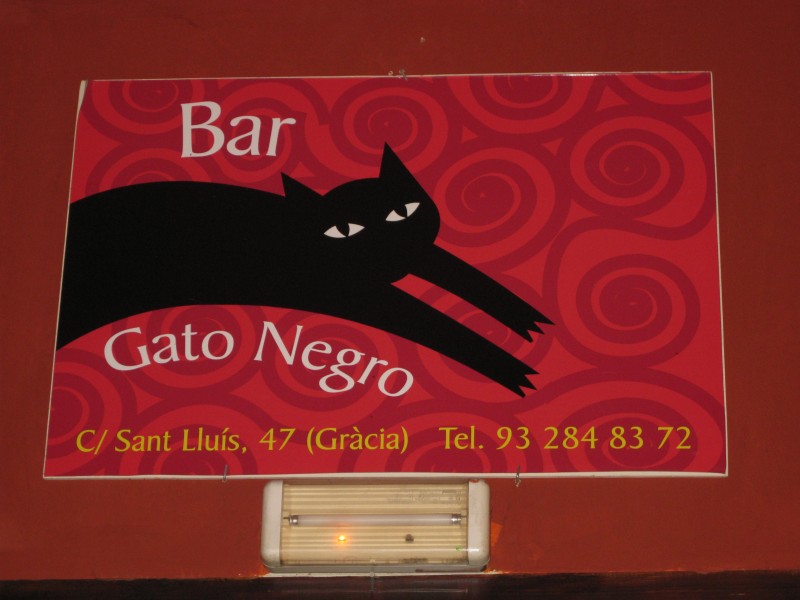 Bar
Gato Negro
C/ Sant Lluís, 47 (Gràcia) Tel. 93 284 83 72